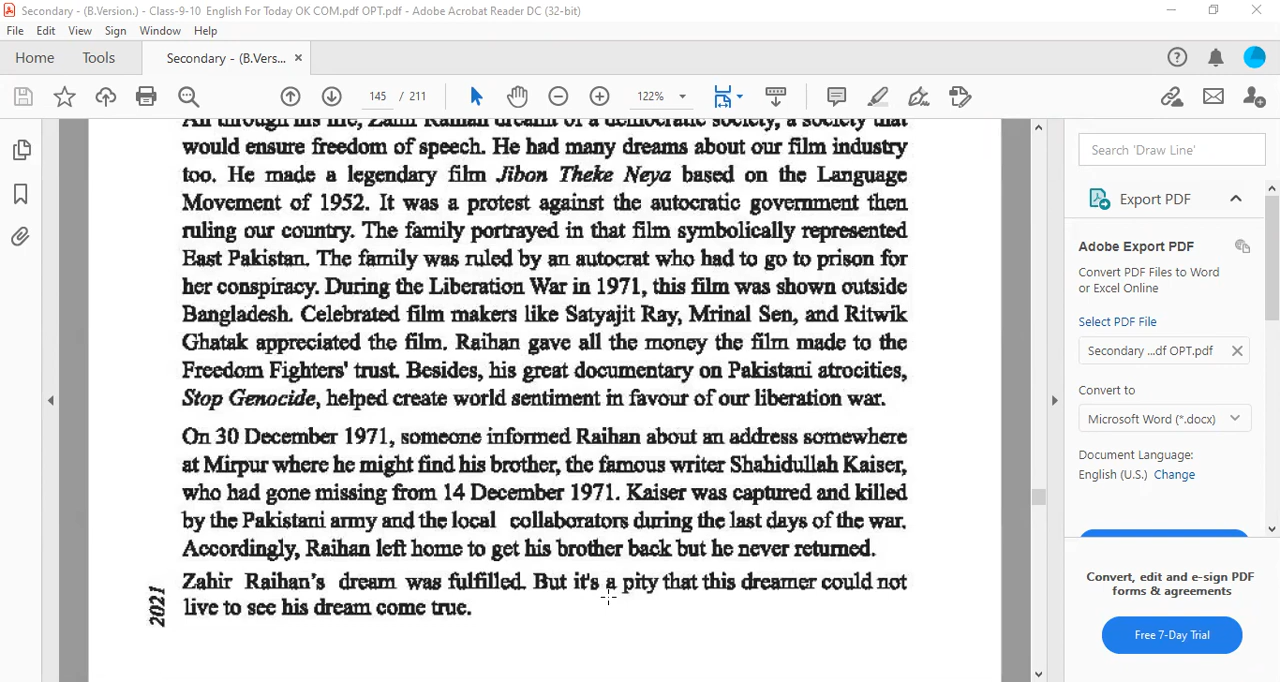 Secondary - (B.Version.) - Class-9-10 English For Today OK COM.pdf OPT.pdf - Adobe Acrobat Reader DC (32-bit)
File Edit View Sign Window Help
Home Tools Secondary - (B.Vers... ×
145 / 211 122%
All through his life, Zahir Raihan dreamt of a democratic society, a society that
would ensure freedom of speech. He had many dreams about our film industry
too. He made a legendary film Jibon Theke Neya based on the Language
Movement of 1952. It was a protest against the autocratic government then
ruling our country. The family portrayed in that film symbolically represented
East Pakistan. The family was ruled by an autocrat who had to go to prison for
her conspiracy. During the Liberation War in 1971, this film was shown outside
Bangladesh. Celebrated film makers like Satyajit Ray, Mrinal Sen, and Ritwik
Ghatak appreciated the film. Raihan gave all the money the film made to the
Freedom Fighters' trust. Besides, his great documentary on Pakistani atrocities,
Stop Genocide, helped create world sentiment in favour of our liberation war.
On 30 December 1971, someone informed Raihan about an address somewhere
at Mirpur where he might find his brother, the famous writer Shahidullah Kaiser,
who had gone missing from 14 December 1971. Kaiser was captured and killed
by the Pakistani army and the local collaborators during the last days of the war.
Accordingly, Raihan left home to get his brother back but he never returned.
Zahir Raihan's dream was fulfilled. But it's a pity that this dreamer could not
live to see his dream come true.
2021
Search 'Draw Line'
Export PDF
Adobe Export PDF
Convert PDF Files to Word
or Excel Online
Select PDF File
Secondary ...df OPT.pdf
Convert to
Microsoft Word (*.docx)
Document Language:
English (U.S.) Change
Convert, edit and e-sign PDF
forms & agreements
Free 7-Day Trial